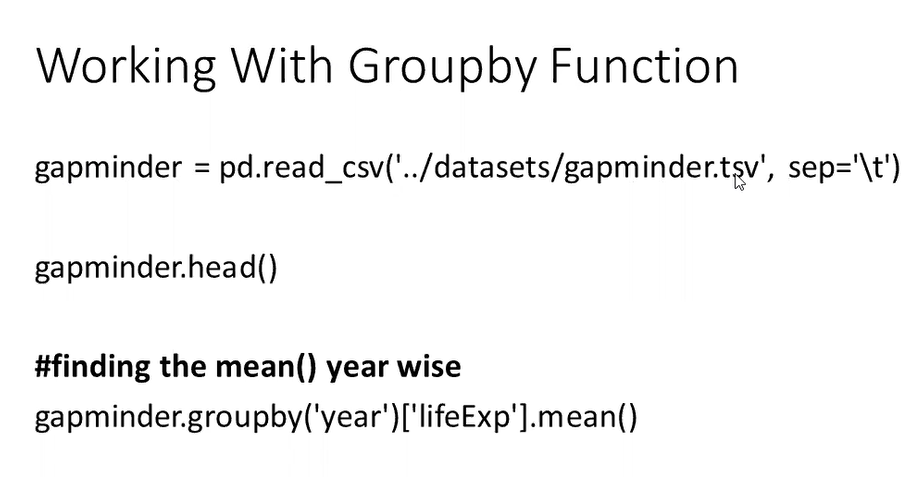 Working With Groupby Function
gapminder = pd.read_csv('../datasets/gapminder.tsv', sep='\t')
gapminder.head()
#finding the mean() year wise
gapminder.groupby('year')['lifeExp'].mean()